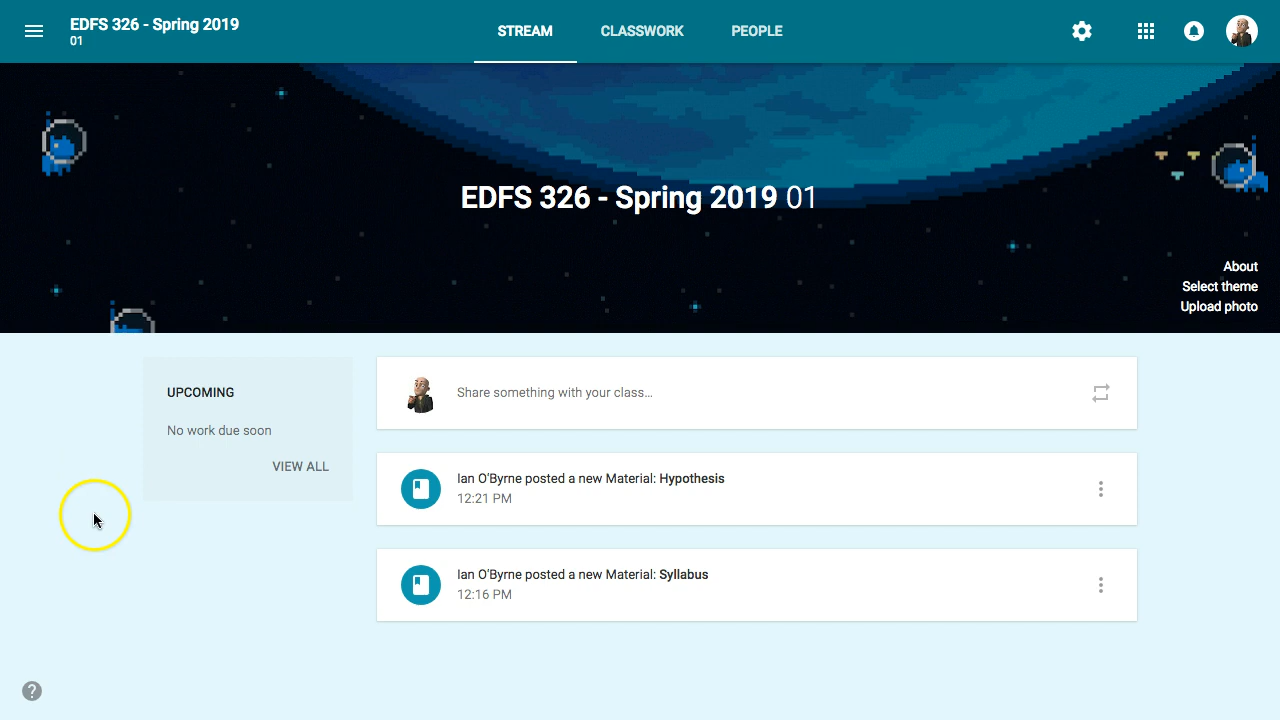 EDFS 326 - Spring 2019
01
STREAM
CLASSWORK
PEOPLE
EDFS 326 - Spring 2019 01
About
Select theme
Upload photo
UPCOMING
No work due soon
VIEW ALL
Share something with your class...
Ian O'Byrne posted a new Material: Hypothesis
12:21 PM
Ian O'Byrne posted a new Material: Syllabus
12:16 PM
?